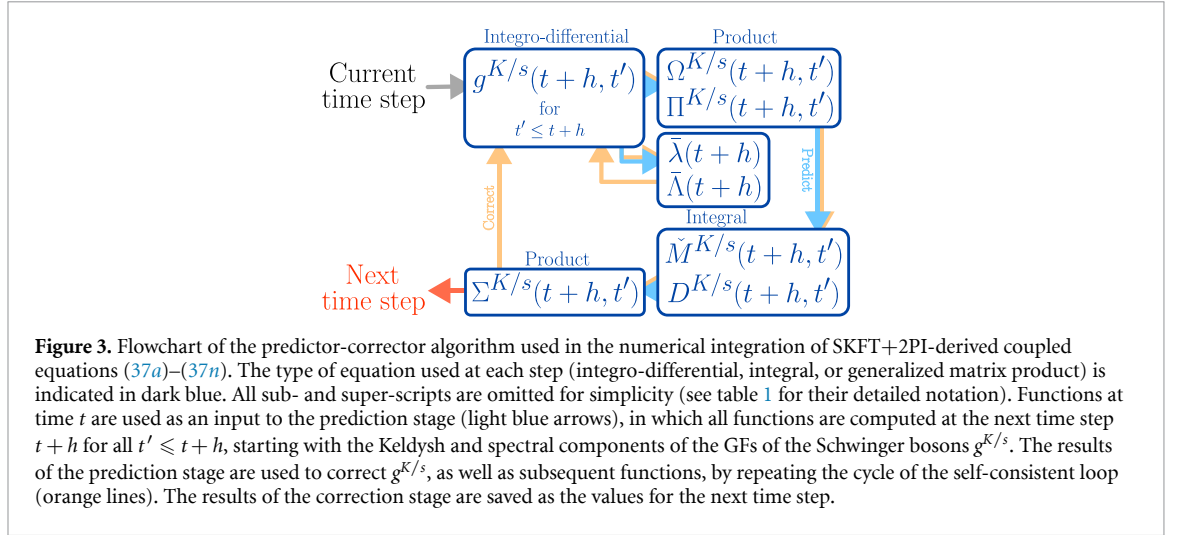 Integro-differential
Product
Current
time step
g^{K/s}(t + h, t′)
for
t′ ≤ t + h
Ω^{K/s}(t + h, t′)
Π^{K/s}(t + h, t′)
λ̄(t + h)
Λ̄(t + h)
Predict
Correct
Integral
M̌^{K/s}(t + h, t′)
D^{K/s}(t + h, t′)
Product
Σ^{K/s}(t + h, t′)
Next
time step
Figure 3. Flowchart of the predictor-corrector algorithm used in the numerical integration of SKFT+2PI-derived coupled
equations (37a)–(37n). The type of equation used at each step (integro-differential, integral, or generalized matrix product) is
indicated in dark blue. All sub- and super-scripts are omitted for simplicity (see table 1 for their detailed notation). Functions at
time t are used as an input to the prediction stage (light blue arrows), in which all functions are computed at the next time step
t + h for all t′ ⩽ t + h, starting with the Keldysh and spectral components of the GFs of the Schwinger bosons g^{K/s}. The results
of the prediction stage are used to correct g^{K/s}, as well as subsequent functions, by repeating the cycle of the self-consistent loop
(orange lines). The results of the correction stage are saved as the values for the next time step.